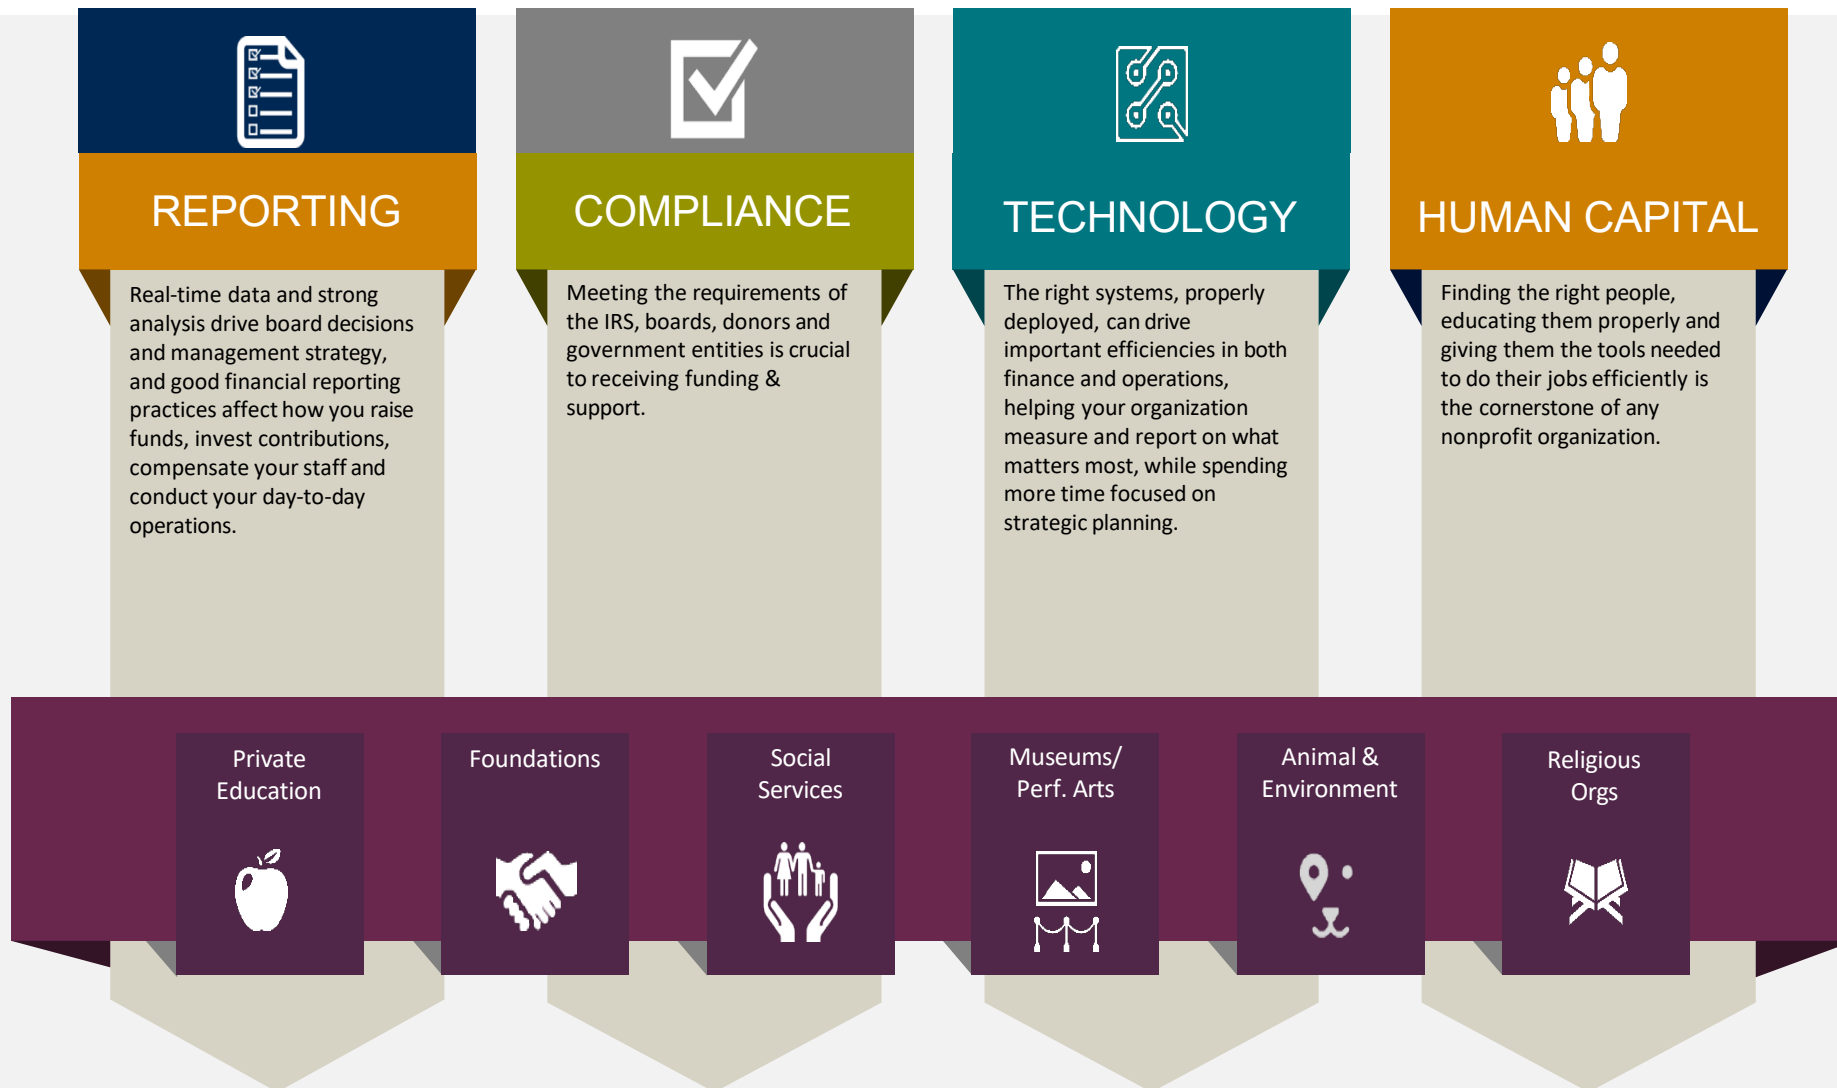 REPORTING
Real-time data and strong
analysis drive board decisions
and management strategy,
and good financial reporting
practices affect how you raise
funds, invest contributions,
compensate your staff and
conduct your day-to-day
operations.
COMPLIANCE
Meeting the requirements of
the IRS, boards, donors and
government entities is crucial
to receiving funding &
support.
TECHNOLOGY
The right systems, properly
deployed, can drive
important efficiencies in both
finance and operations,
helping your organization
measure and report on what
matters most, while spending
more time focused on
strategic planning.
HUMAN CAPITAL
Finding the right people,
educating them properly and
giving them the tools needed
to do their jobs efficiently is
the cornerstone of any
nonprofit organization.
Private
Education
Foundations
Social
Services
Museums/
Perf. Arts
Animal &
Environment
Religious
Orgs